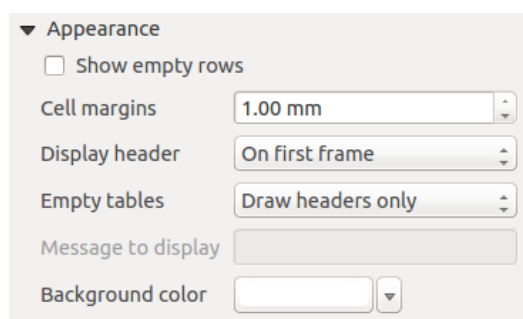 Appearance
Show empty rows
Cell margins 1.00 mm
Display header On first frame
Empty tables Draw headers only
Message to display
Background color